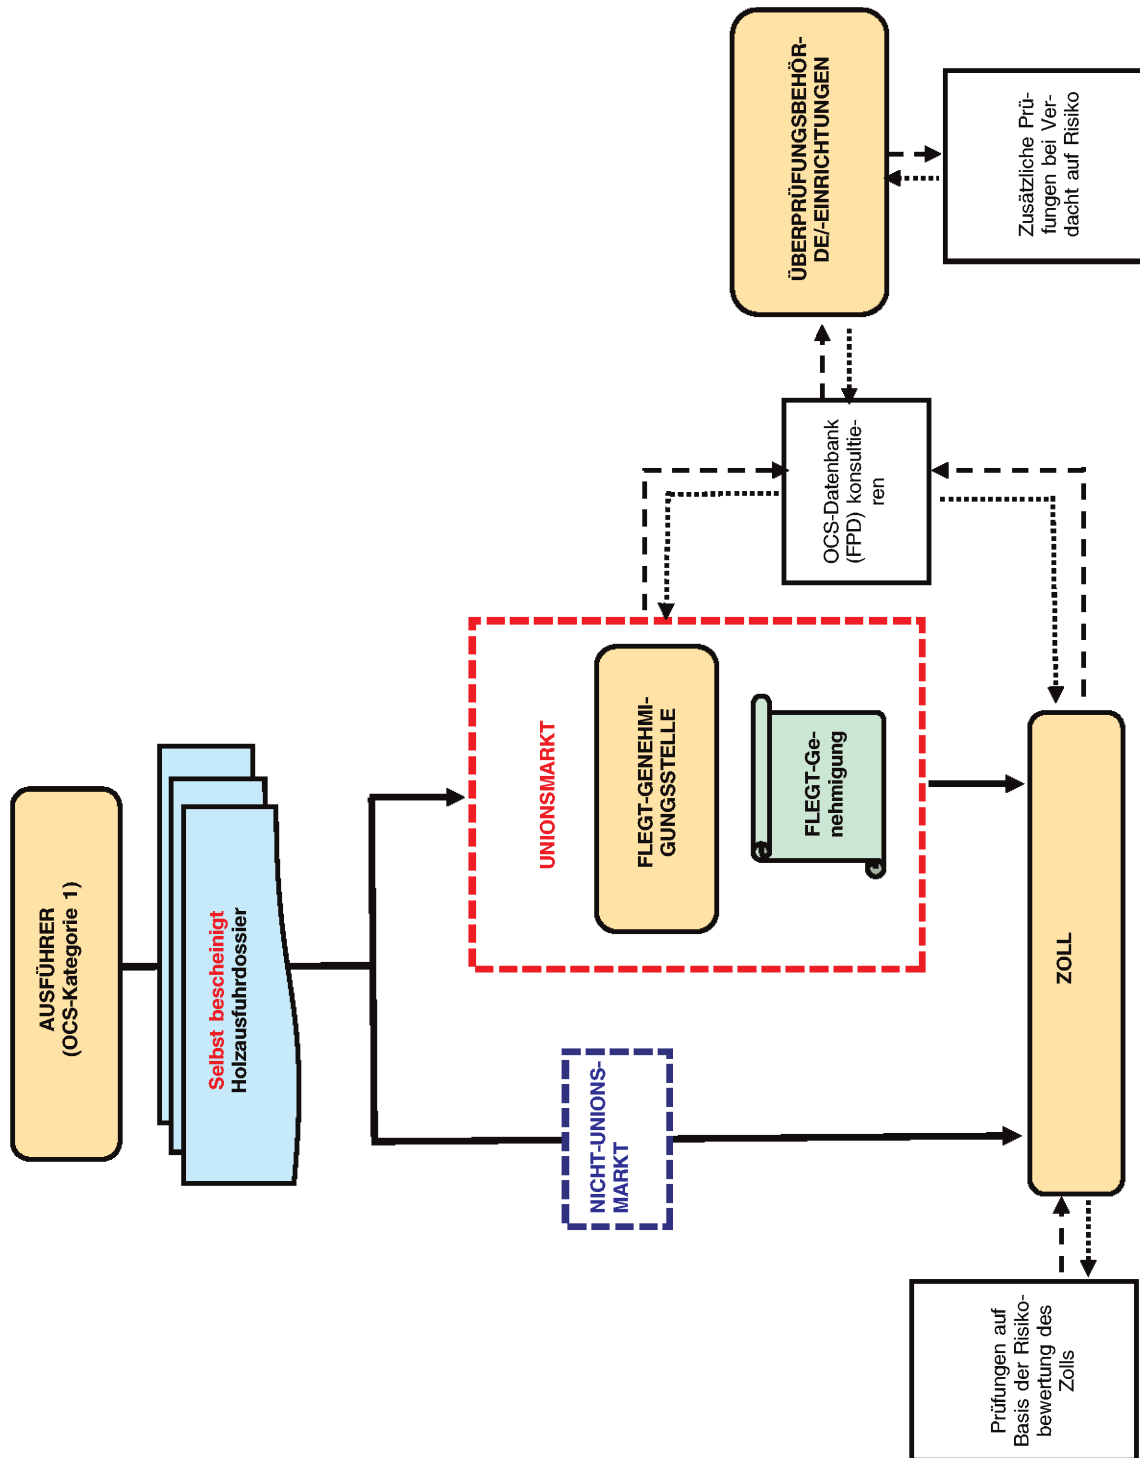 AUSFÜHRER
(OCS-Kategorie 1)
Selbst bescheinigt
Holzausfuhrdossier
NICHT-UNIONS-
MARKT
UNIONSMARKT
FLEGT-GENEHMI-
GUNGSSTELLE
FLEGT-Ge-
nehmigung
OCS-Datenbank
(FPD) konsultie-
ren
ÜBERPRÜFUNGSBEHÖR-
DE/-EINRICHTUNGEN
Zusätzliche Prü-
fungen bei Ver-
dacht auf Risiko
ZOLL
Prüfungen auf
Basis der Risiko-
bewertung des
Zolls